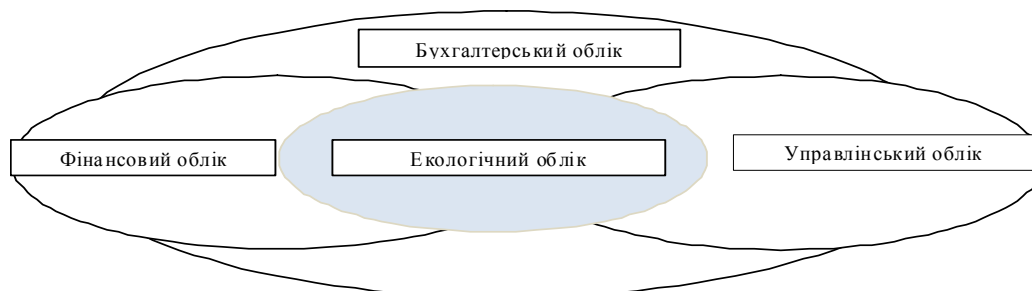 Бухгалтерський облік
Фінансовий облік
Екологічний облік
Управлінський облік